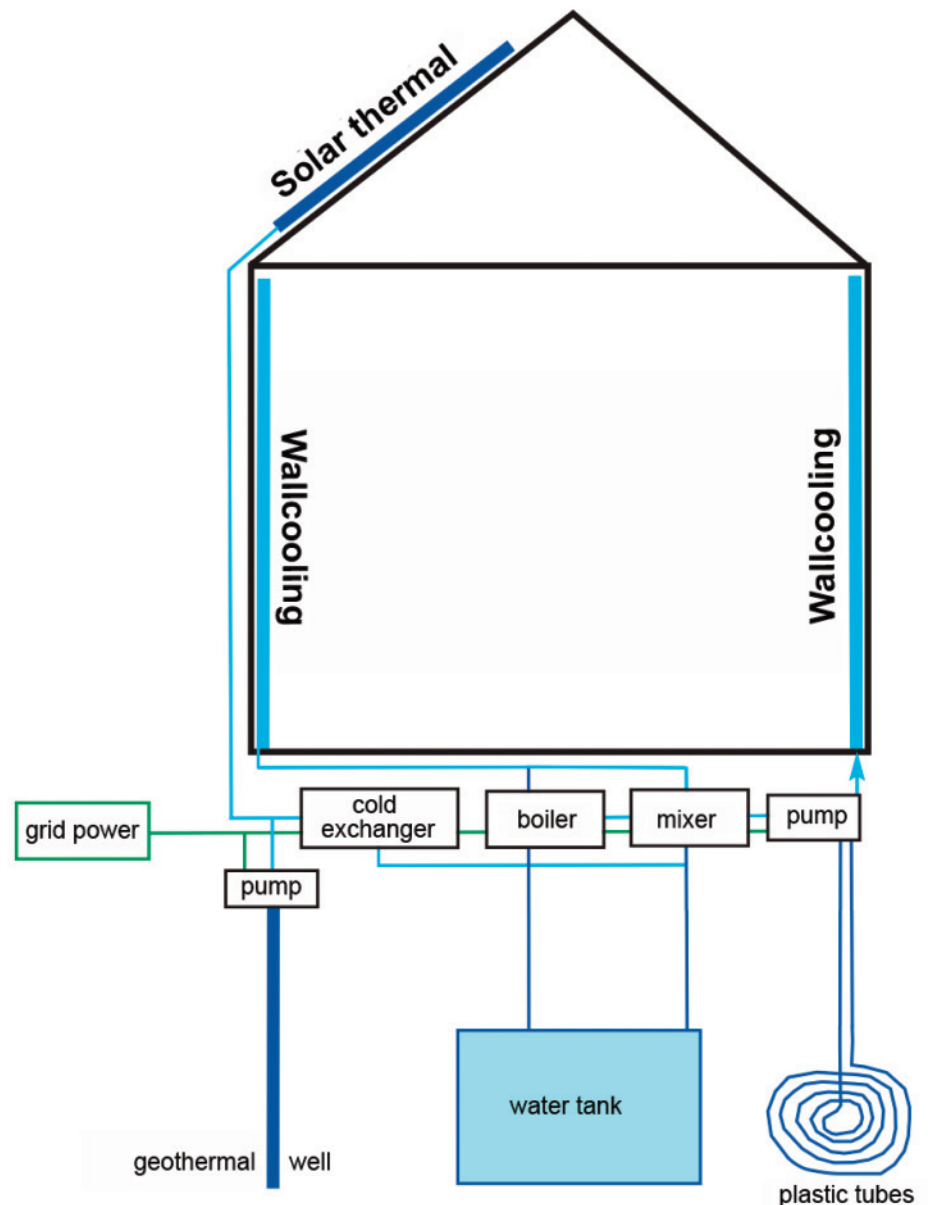 Solar thermal
Wallcooling
Wallcooling
grid power
cold
exchanger
boiler
mixer
pump
pump
geothermal well
water tank
plastic tubes